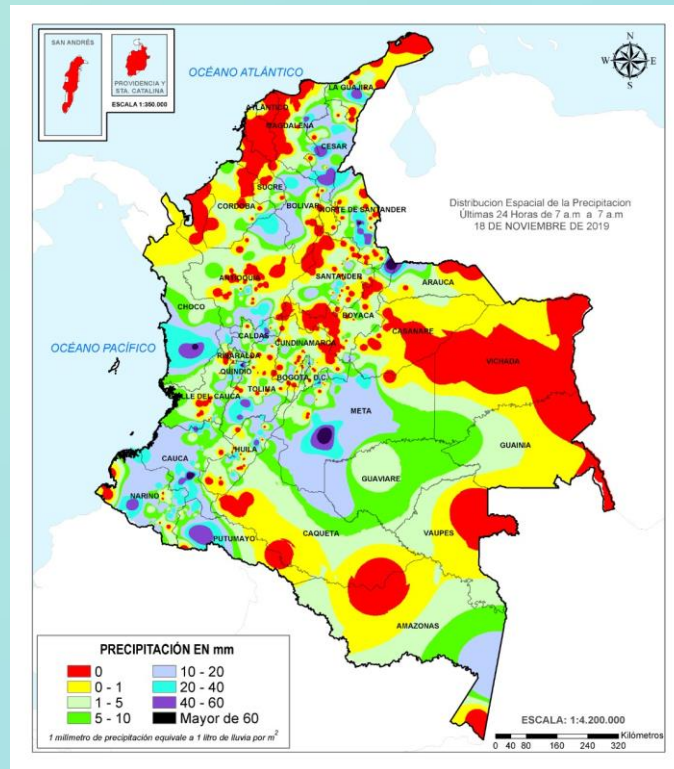 SAN ANDRÉS
PROVIDENCIA Y
STA. CATALINA
ESCALA 1:350.000
OCÉANO ATLÁNTICO
N
W
E
S
LA GUAJIRA
ATLÁNTICO
MAGDALENA
CESAR
SUCRE
CORDOBA
BOLIVAR
NORTE DE SANTANDER
Distribucion Espacial de la Precipitacion
Últimas 24 Horas de 7 a.m a 7 a.m
18 DE NOVIEMBRE DE 2019
ANTIOQUIA
SANTANDER
ARAUCA
CHOCO
BOYACA
CASANARE
OCÉANO PACÍFICO
CALDAS
CUNDINAMARCA
RISARALDA
VICHADA
QUINDIO
BOGOTA, D.C.
TOLIMA
VALLE DEL CAUCA
META
GUAINIA
CAUCA
HUILA
GUAVIARE
NARIÑO
CAQUETA
VAUPES
PUTUMAYO
AMAZONAS
PRECIPITACIÓN EN mm
0
10 - 20
0 - 1
20 - 40
1 - 5
40 - 60
5 - 10
Mayor de 60
1 milimetro de precipitación equivale a 1 litro de lluvia por m2
ESCALA: 1:4.200.000
Kilómetros
0 40 80 160 240 320